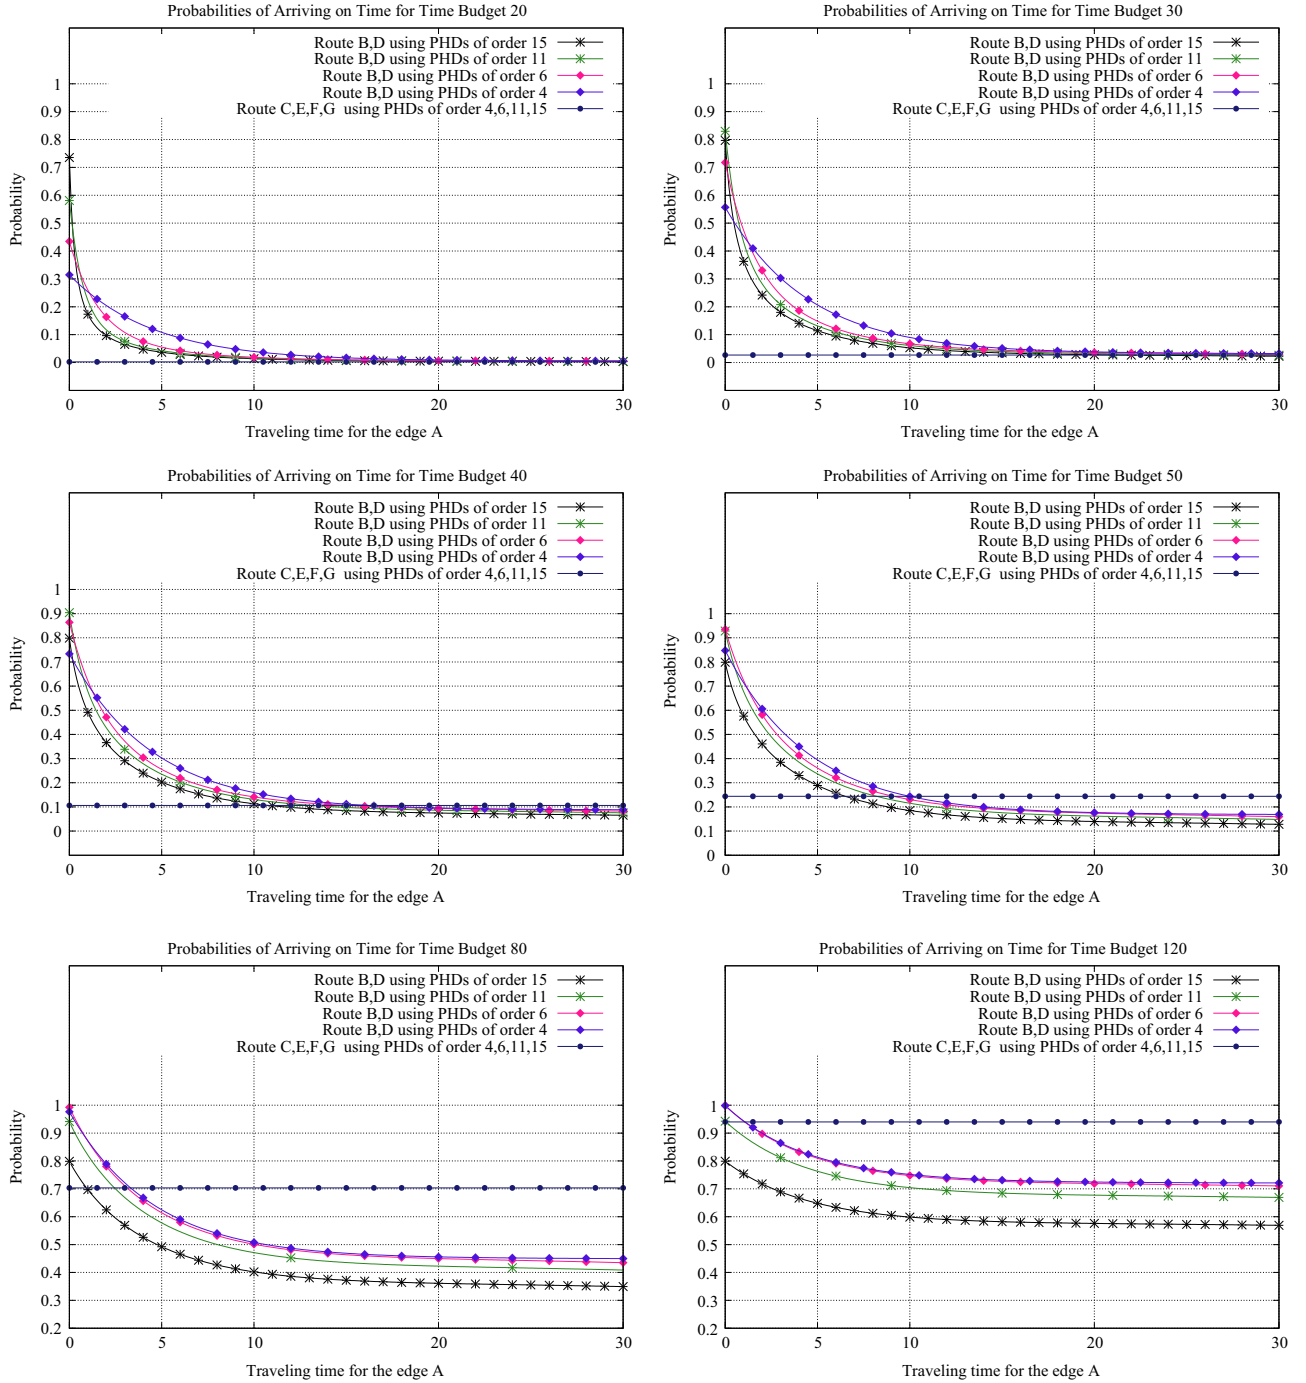 Probabilities of Arriving on Time for Time Budget 20
Route B,D using PHDs of order 15
Route B,D using PHDs of order 11
Route B,D using PHDs of order 6
Route B,D using PHDs of order 4
Route C,E,F,G using PHDs of order 4,6,11,15
Probability
1
0.9
0.8
0.7
0.6
0.5
0.4
0.3
0.2
0.1
0
0 5 10 20 30
Traveling time for the edge A
Probabilities of Arriving on Time for Time Budget 30
Route B,D using PHDs of order 15
Route B,D using PHDs of order 11
Route B,D using PHDs of order 6
Route B,D using PHDs of order 4
Route C,E,F,G using PHDs of order 4,6,11,15
Probability
1
0.9
0.8
0.7
0.6
0.5
0.4
0.3
0.2
0.1
0
0 5 10 20 30
Traveling time for the edge A
Probabilities of Arriving on Time for Time Budget 40
Route B,D using PHDs of order 15
Route B,D using PHDs of order 11
Route B,D using PHDs of order 6
Route B,D using PHDs of order 4
Route C,E,F,G using PHDs of order 4,6,11,15
Probability
1
0.9
0.8
0.7
0.6
0.5
0.4
0.3
0.2
0.1
0
0 5 10 20 30
Traveling time for the edge A
Probabilities of Arriving on Time for Time Budget 50
Route B,D using PHDs of order 15
Route B,D using PHDs of order 11
Route B,D using PHDs of order 6
Route B,D using PHDs of order 4
Route C,E,F,G using PHDs of order 4,6,11,15
Probability
1
0.9
0.8
0.7
0.6
0.5
0.4
0.3
0.2
0.1
0
0 5 10 20 30
Traveling time for the edge A
Probabilities of Arriving on Time for Time Budget 80
Route B,D using PHDs of order 15
Route B,D using PHDs of order 11
Route B,D using PHDs of order 6
Route B,D using PHDs of order 4
Route C,E,F,G using PHDs of order 4,6,11,15
Probability
1
0.9
0.8
0.7
0.6
0.5
0.4
0.3
0.2
0 5 10 20 30
Traveling time for the edge A
Probabilities of Arriving on Time for Time Budget 120
Route B,D using PHDs of order 15
Route B,D using PHDs of order 11
Route B,D using PHDs of order 6
Route B,D using PHDs of order 4
Route C,E,F,G using PHDs of order 4,6,11,15
Probability
1
0.9
0.8
0.7
0.6
0.5
0.4
0.3
0.2
0 5 10 20 30
Traveling time for the edge A